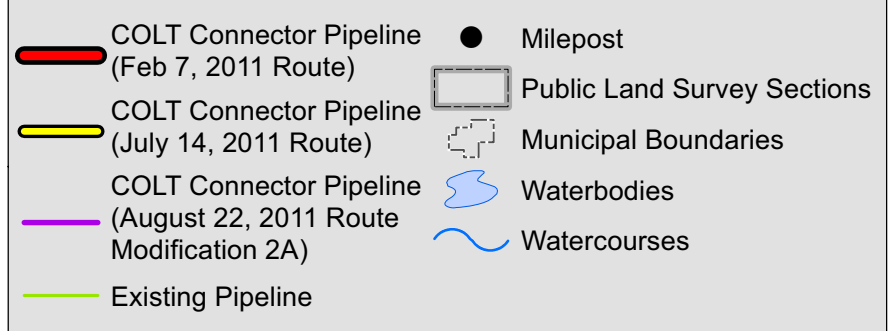 COLT Connector Pipeline
(Feb 7, 2011 Route)
COLT Connector Pipeline
(July 14, 2011 Route)
COLT Connector Pipeline
(August 22, 2011 Route
Modification 2A)
Existing Pipeline
Milepost
Public Land Survey Sections
Municipal Boundaries
Waterbodies
Watercourses